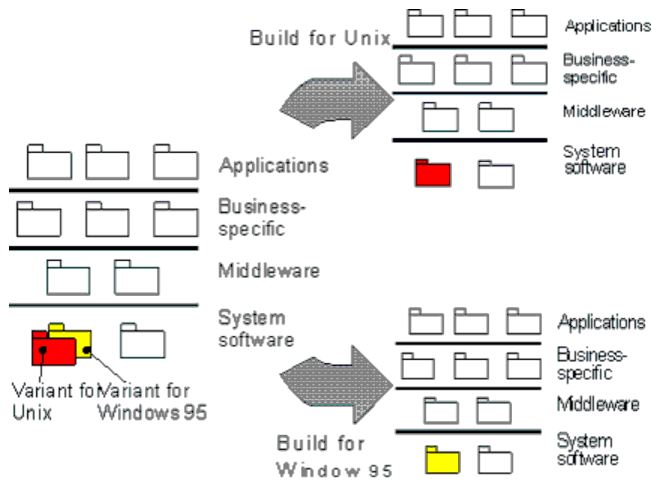 Build for Unix
Applications
Business-
specific
Middleware
System
software
Applications
Business-
specific
Middleware
System
software
Variant for
Unix
Variant for
Windows 95
Build for
Window 95
Applications
Business-
specific
Middleware
System
software